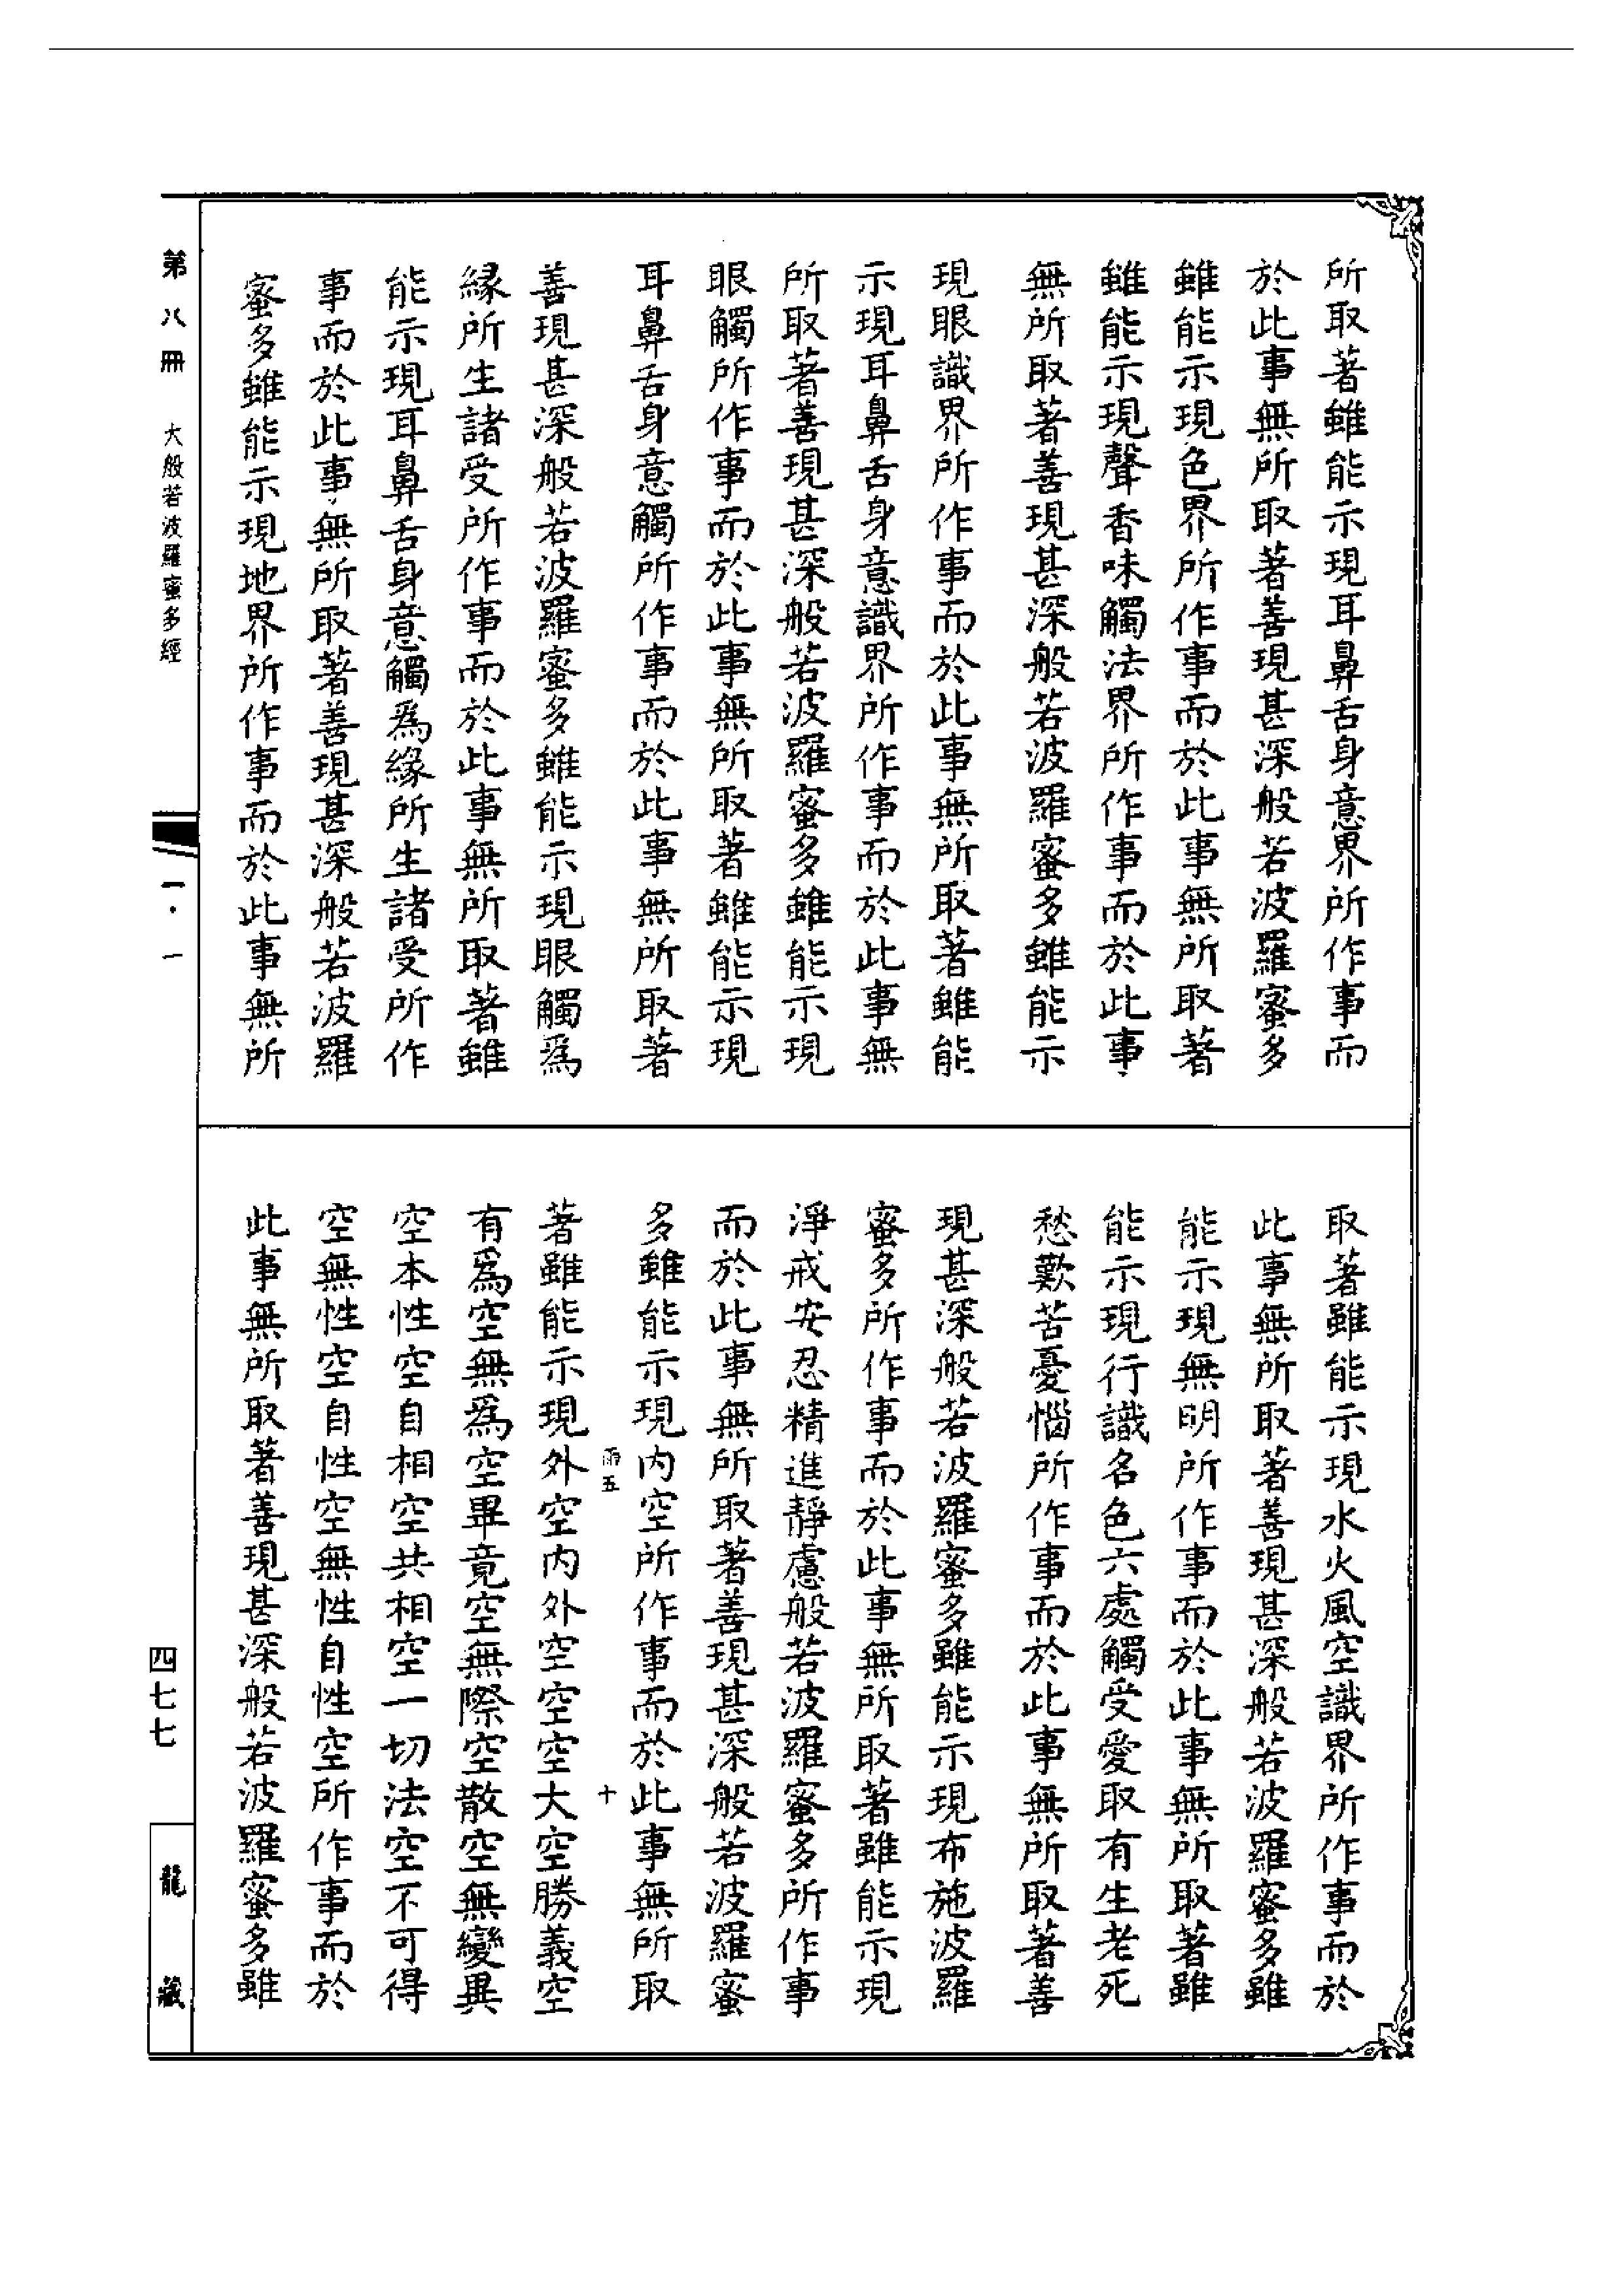 所取著雖能示現耳鼻舌身意界所作事而
於此事無所取著善現甚深般若波羅蜜多
雖能示現色界所作事而於此事無所取著
雖能示現聲香味觸法界所作事而於此事
無所取著善現甚深般若波羅蜜多雖能示
現眼識界所作事而於此事無所取著雖能
示現耳鼻舌身意識界所作事而於此事無
所取著善現甚深般若波羅蜜多雖能示現
眼觸所作事而於此事無所取著雖能示現
耳鼻舌身意觸所作事而於此事無所取著
善現甚深般若波羅蜜多雖能示現眼觸為
緣所生諸受所作事而於此事無所取著雖
能示現耳鼻舌身意觸為緣所生諸受所作
事而於此事無所取著善現甚深般若波羅
蜜多雖能示現地界所作事而於此事無所
取著雖能示現水火風空識界所作事而於
此事無所取著善現甚深般若波羅蜜多雖
能示現無明所作事而於此事無所取著雖
能示現行識名色六處觸受愛取有生老死
愁歎苦憂惱所作事而於此事無所取著善
現甚深般若波羅蜜多雖能示現布施波羅
蜜多所作事而於此事無所取著雖能示現
淨戒安忍精進靜慮般若波羅蜜多所作事
而於此事無所取著善現甚深般若波羅蜜
多雖能示現內空所作事而於此事無所取
雨五 十
著雖能示現外空內外空空空大空勝義空
有為空無為空畢竟空無際空散空無變異
空本性空自相空共相空一切法空不可得
空無性空自性空無性自性空所作事而於
此事無所取著善現甚深般若波羅蜜多雖
第八冊 大般若波羅蜜多經 一·一
四七七
龍藏